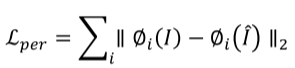 ℒ_per = ∑_i ‖ ∅_i(I) − ∅_i(Î) ‖_2